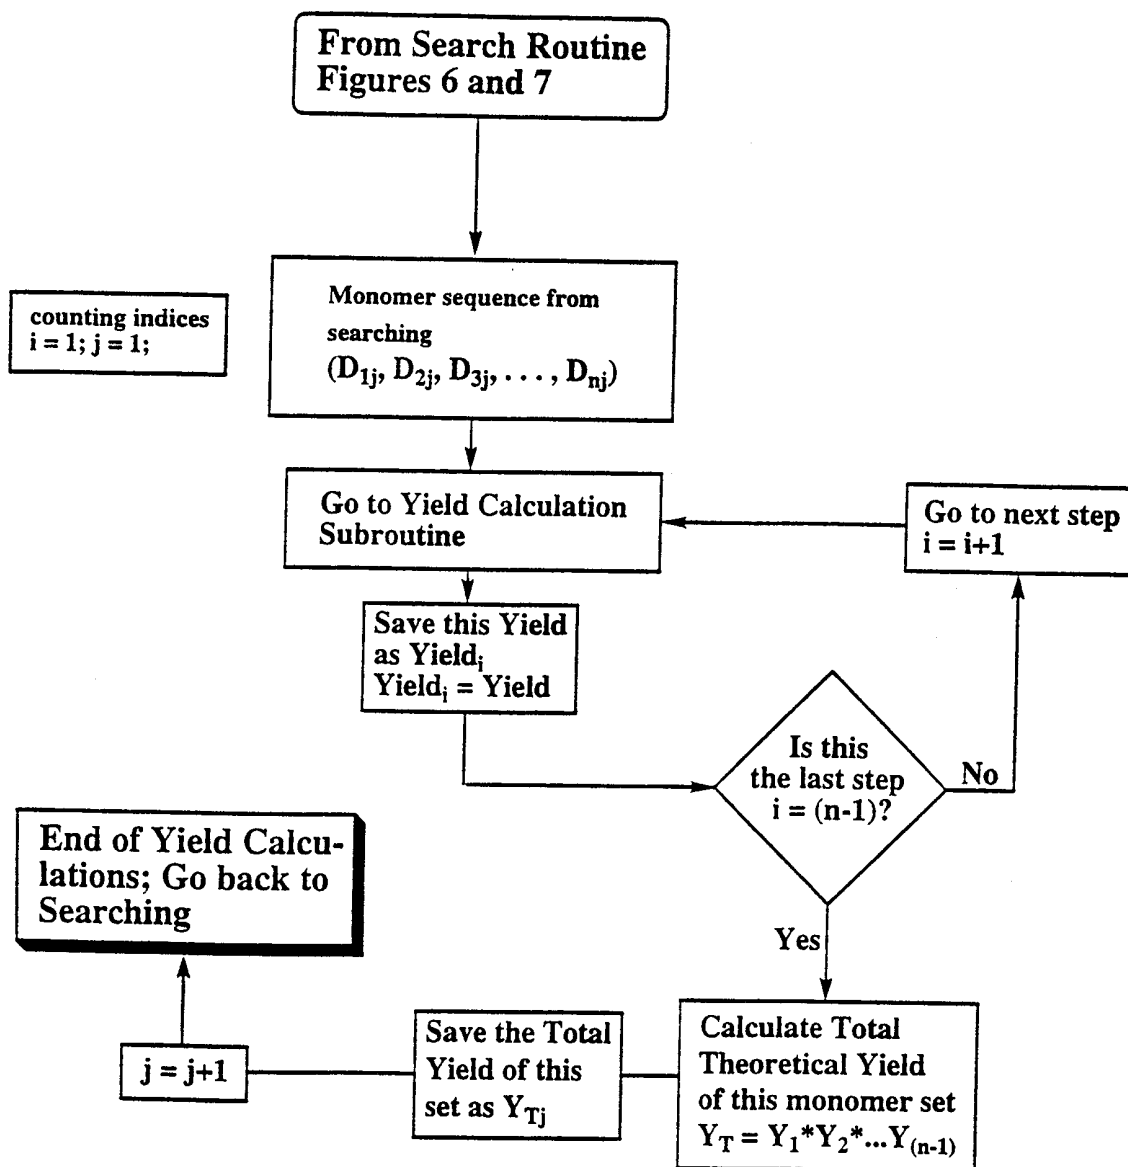 From Search Routine
Figures 6 and 7
counting indices
i = 1; j = 1;
Monomer sequence from
searching
(D1j, D2j, D3j, . . . , Dnj)
Go to Yield Calculation
Subroutine
Go to next step
i = i+1
Save this Yield
as Yieldi
Yieldi = Yield
Is this
the last step
i = (n-1)?
No
Yes
End of Yield Calcu-
lations; Go back to
Searching
j = j+1
Save the Total
Yield of this
set as YTj
Calculate Total
Theoretical Yield
of this monomer set
YT = Y1*Y2*...Y(n-1)